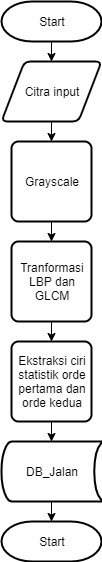 Start
Citra input
Grayscale
Tranformasi
LBP dan
GLCM
Ekstraksi ciri
statistik orde
pertama dan
orde kedua
DB_Jalan
Start